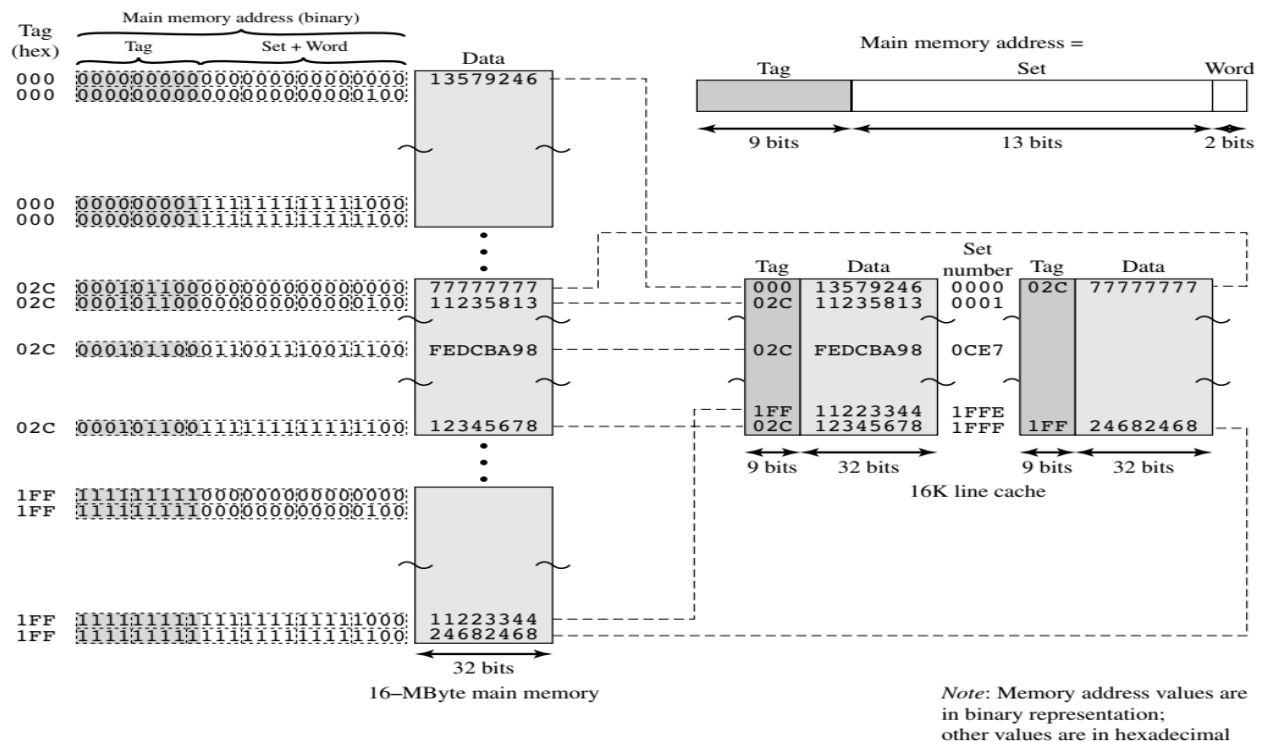 Main memory address (binary)
Tag
(hex)
Tag
Set + Word
Data
000 000000000000000000000000 13579246
000 000000000000000000000100
000 000000001111111111111000
000 000000001111111111111100
02C 000101100000000000000000 77777777
02C 000101100000000000000100 11235813
02C 000101100011001110011100 FEDCBA98
02C 000101100111111111111100 12345678
1FF 111111111000000000000000
1FF 111111111000000000000100
1FF 111111111111111111111000 11223344
1FF 111111111111111111111100 24682468
32 bits
16–MByte main memory
Main memory address =
Tag Set Word
9 bits 13 bits 2 bits
Tag Data Set number Tag Data
000 13579246 0000 02C 77777777
02C 11235813 0001
02C FEDCBA98 0CE7
1FF 11223344 1FFE
02C 12345678 1FFF 1FF 24682468
9 bits 32 bits 9 bits 32 bits
16K line cache
Note: Memory address values are
in binary representation;
other values are in hexadecimal